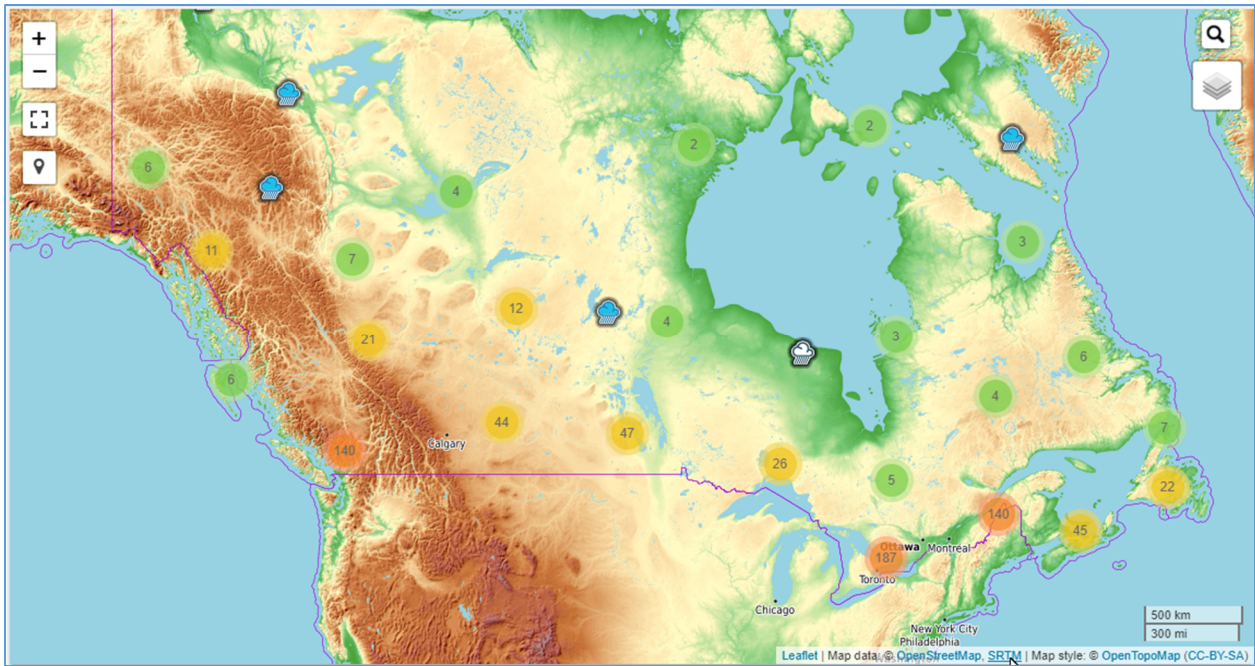 +
−
2
2
6
4
3
11
7
12
4
21
3
6
6
4
44
7
47
Calgary
140
26
5
22
140
45
Ottawa
Montreal
187
Toronto
Chicago
500 km
New York City
300 mi
Philadelphia
Leaflet | Map data: © OpenStreetMap, SRTM | Map style: © OpenTopoMap (CC-BY-SA)